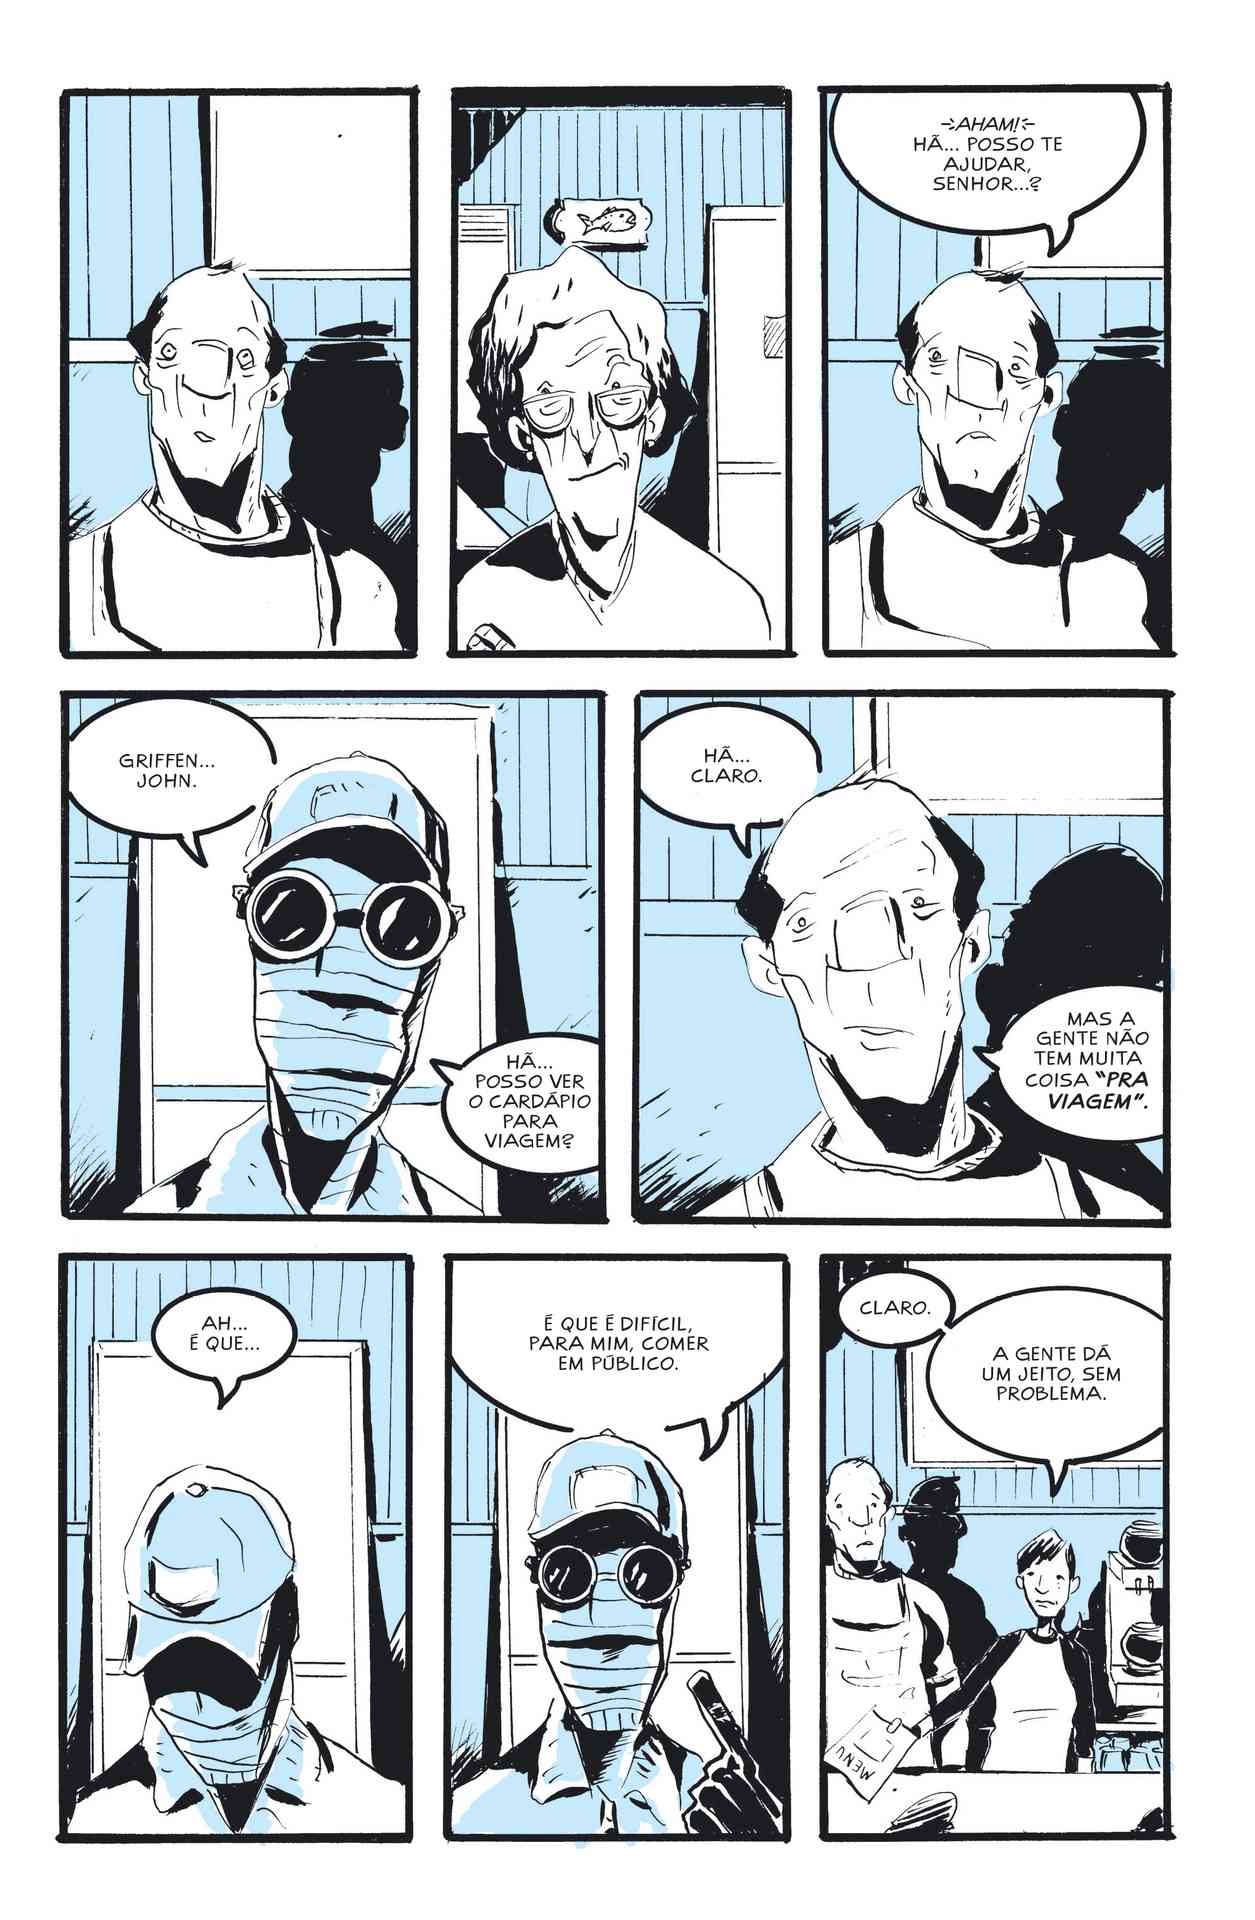 AHAM!
HÃ... POSSO TE
AJUDAR,
SENHOR...?
GRIFFEN...
JOHN.
HÃ...
POSSO VER
O CARDÁPIO
PARA
VIAGEM?
HÃ...
CLARO.
MAS A
GENTE NÃO
TEM MUITA
COISA “PRA
VIAGEM”.
AH...
É QUE...
É QUE É DIFÍCIL,
PARA MIM, COMER
EM PÚBLICO.
CLARO.
A GENTE DÁ
UM JEITO, SEM
PROBLEMA.
MENU